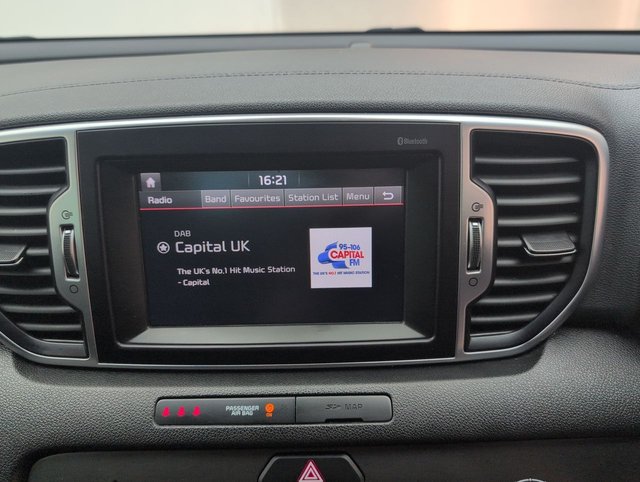 Bluetooth
16:21
Radio Band Favourites Station List Menu
DAB
Capital UK
The UK's No.1 Hit Music Station
- Capital
95-106
CAPITAL
FM
THE UK'S NO.1 HIT MUSIC STATION
PASSENGER
AIR BAG
ON
MAP